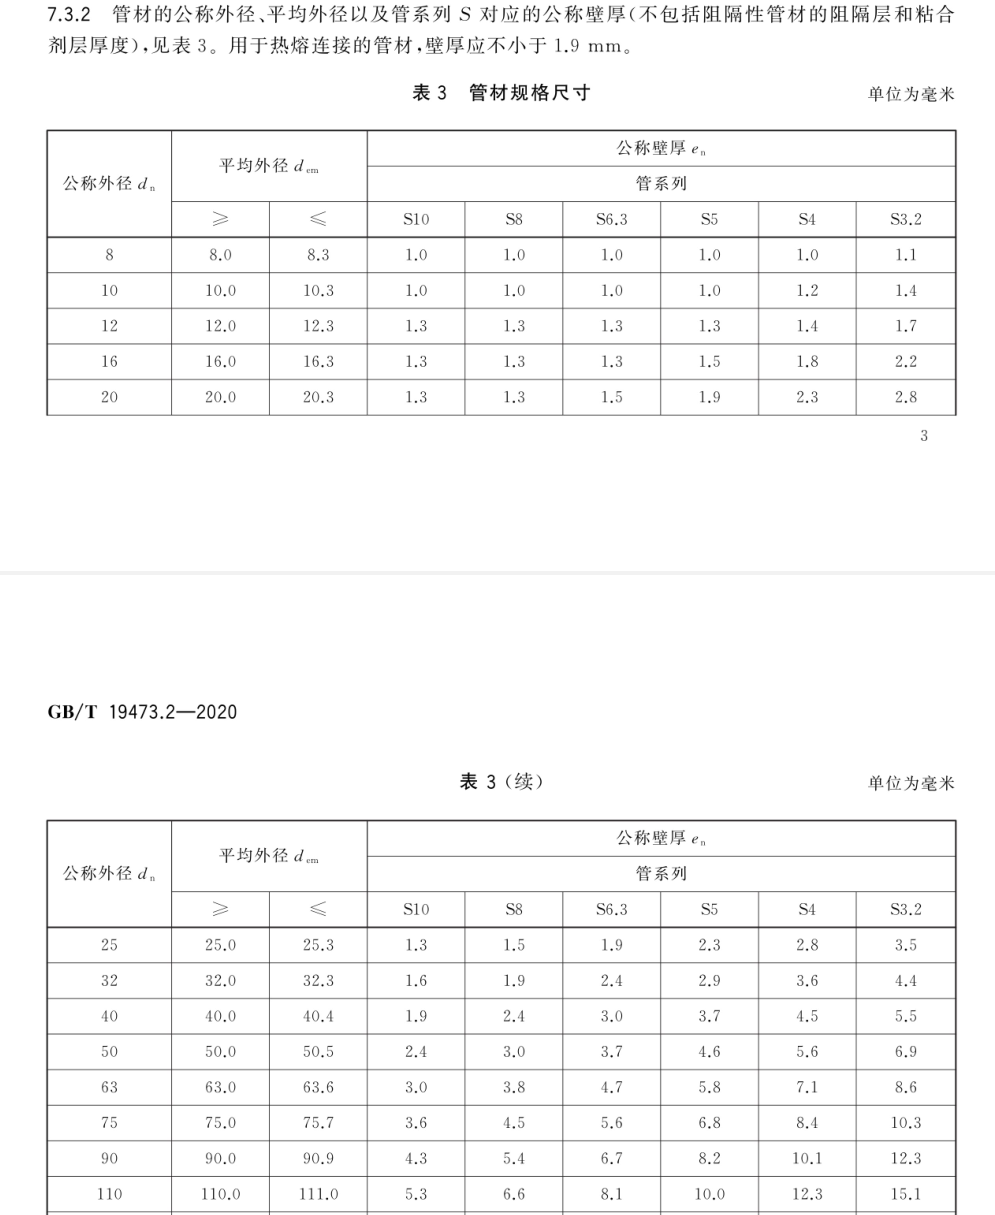 7.3.2 管材的公称外径、平均外径以及管系列 S 对应的公称壁厚(不包括阻隔性管材的阻隔层和粘合
剂层厚度),见表 3。用于热熔连接的管材,壁厚应不小于 1.9 mm。
表 3 管材规格尺寸 单位为毫米
公称外径 dn 平均外径 dem 公称壁厚 en
管系列
≥ ≤ S10 S8 S6.3 S5 S4 S3.2
8 8.0 8.3 1.0 1.0 1.0 1.0 1.0 1.1
10 10.0 10.3 1.0 1.0 1.0 1.0 1.2 1.4
12 12.0 12.3 1.3 1.3 1.3 1.3 1.4 1.7
16 16.0 16.3 1.3 1.3 1.3 1.5 1.8 2.2
20 20.0 20.3 1.3 1.3 1.5 1.9 2.3 2.8
3
GB/T 19473.2—2020
表 3(续) 单位为毫米
公称外径 dn 平均外径 dem 公称壁厚 en
管系列
≥ ≤ S10 S8 S6.3 S5 S4 S3.2
25 25.0 25.3 1.3 1.5 1.9 2.3 2.8 3.5
32 32.0 32.3 1.6 1.9 2.4 2.9 3.6 4.4
40 40.0 40.4 1.9 2.4 3.0 3.7 4.5 5.5
50 50.0 50.5 2.4 3.0 3.7 4.6 5.6 6.9
63 63.0 63.6 3.0 3.8 4.7 5.8 7.1 8.6
75 75.0 75.7 3.6 4.5 5.6 6.8 8.4 10.3
90 90.0 90.9 4.3 5.4 6.7 8.2 10.1 12.3
110 110.0 111.0 5.3 6.6 8.1 10.0 12.3 15.1